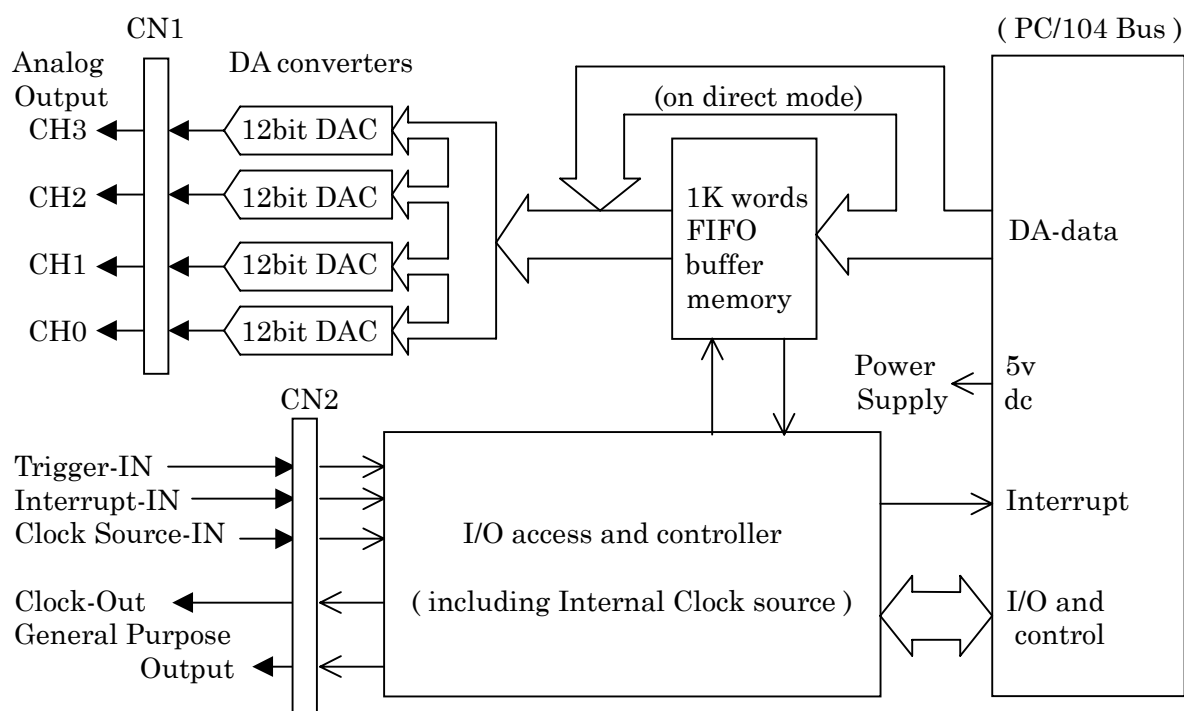 CN1
( PC/104 Bus )
Analog
Output
DA converters
(on direct mode)
CH3
12bit DAC
CH2
12bit DAC
CH1
12bit DAC
CH0
12bit DAC
1K words
FIFO
buffer
memory
DA-data
Power
Supply
5v
dc
CN2
Trigger-IN
Interrupt-IN
Clock Source-IN
Clock-Out
General Purpose
Output
I/O access and controller
( including Internal Clock source )
Interrupt
I/O and
control